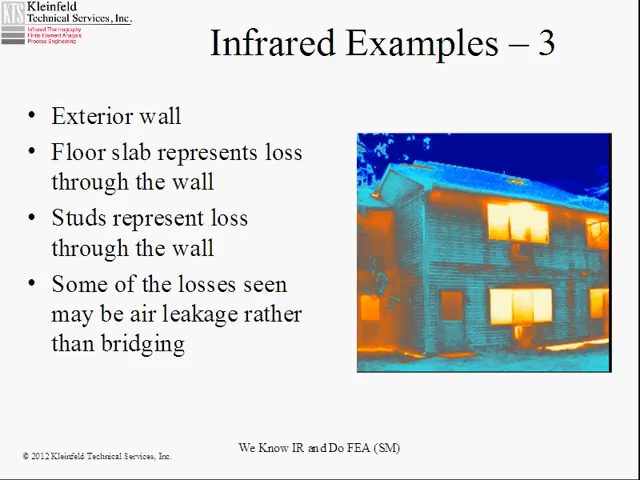 KTS
Kleinfeld
Technical Services, Inc.
Infrared Thermography
Finite Element Analysis
Process Engineering
Infrared Examples – 3
• Exterior wall
• Floor slab represents loss
through the wall
• Studs represent loss
through the wall
• Some of the losses seen
may be air leakage rather
than bridging
We Know IR and Do FEA (SM)
© 2012 Kleinfeld Technical Services, Inc.